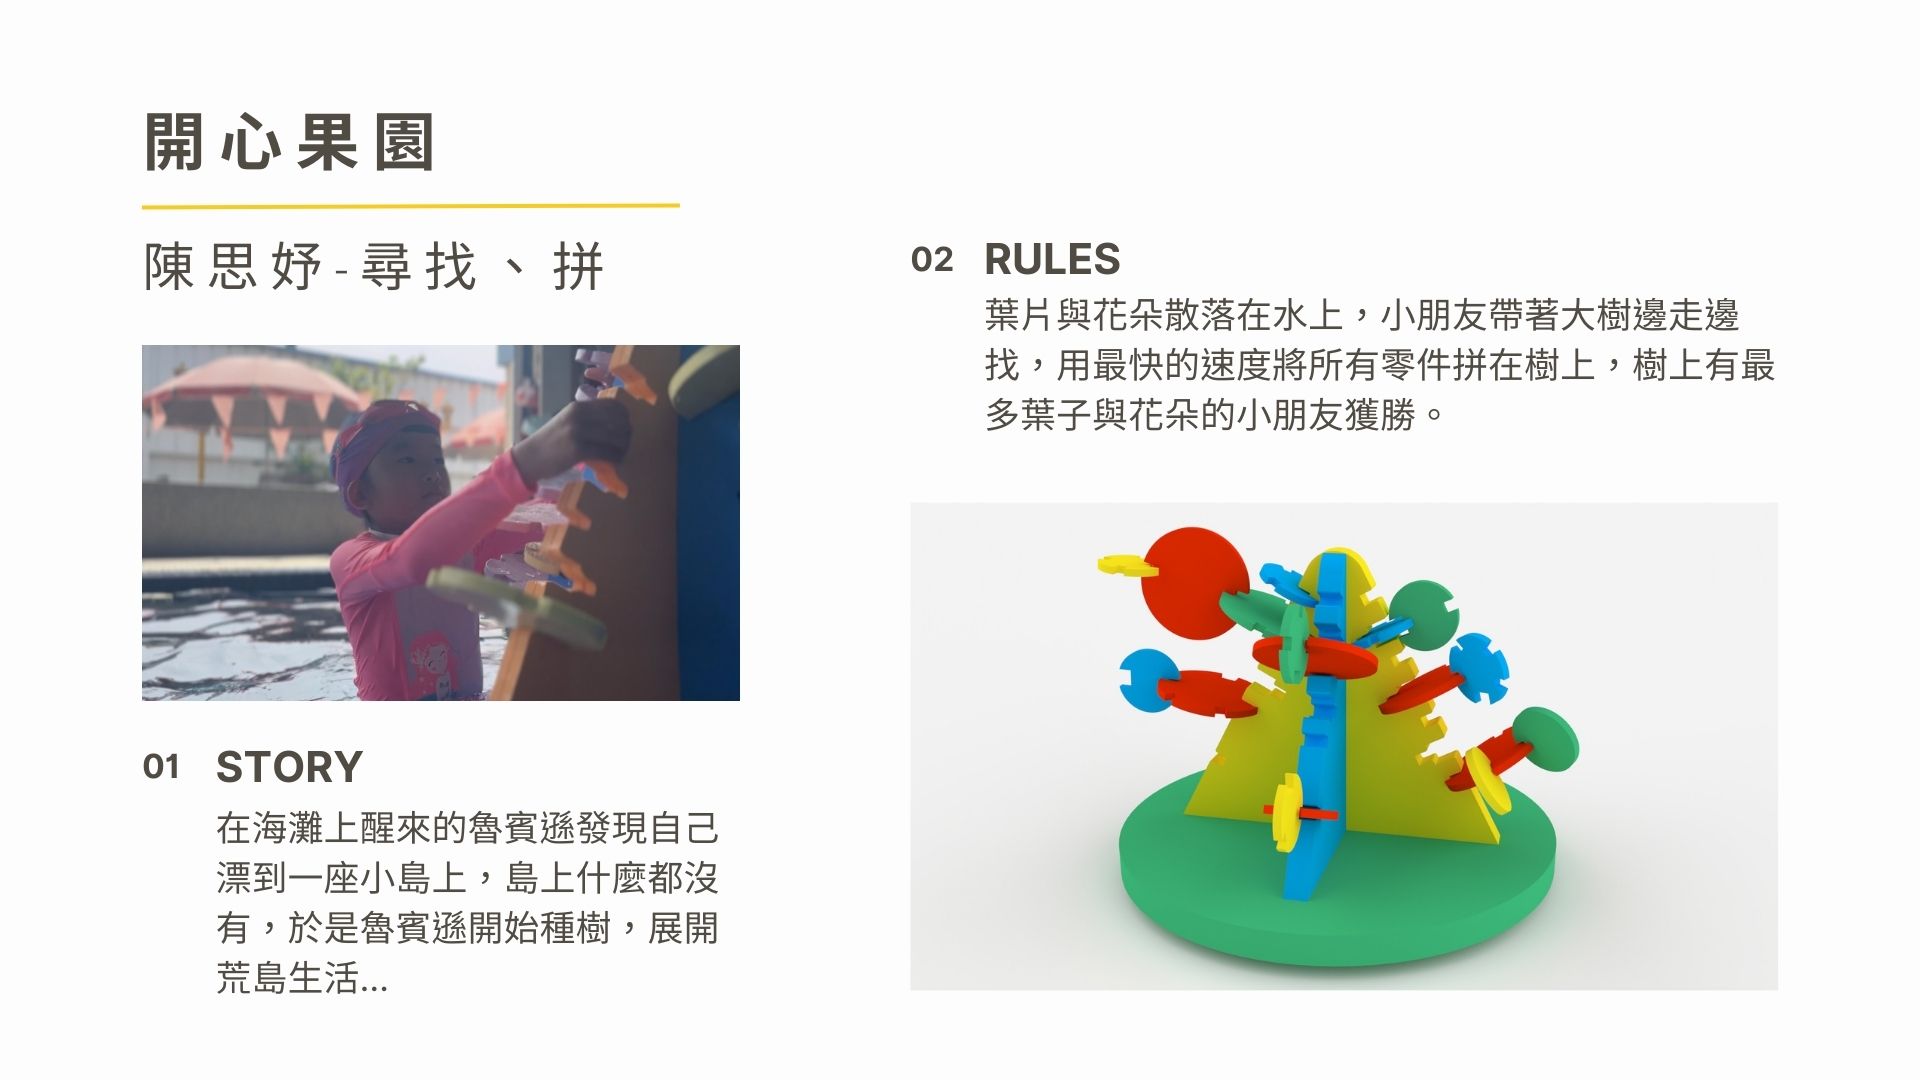 開心果園
陳思妤-尋找、拼
01 STORY
在海灘上醒來的魯賓遜發現自己
漂到一座小島上，島上什麼都沒
有，於是魯賓遜開始種樹，展開
荒島生活...
02 RULES
葉片與花朵散落在水上，小朋友帶著大樹邊走邊
找，用最快的速度將所有零件拼在樹上，樹上有最
多葉子與花朵的小朋友獲勝。